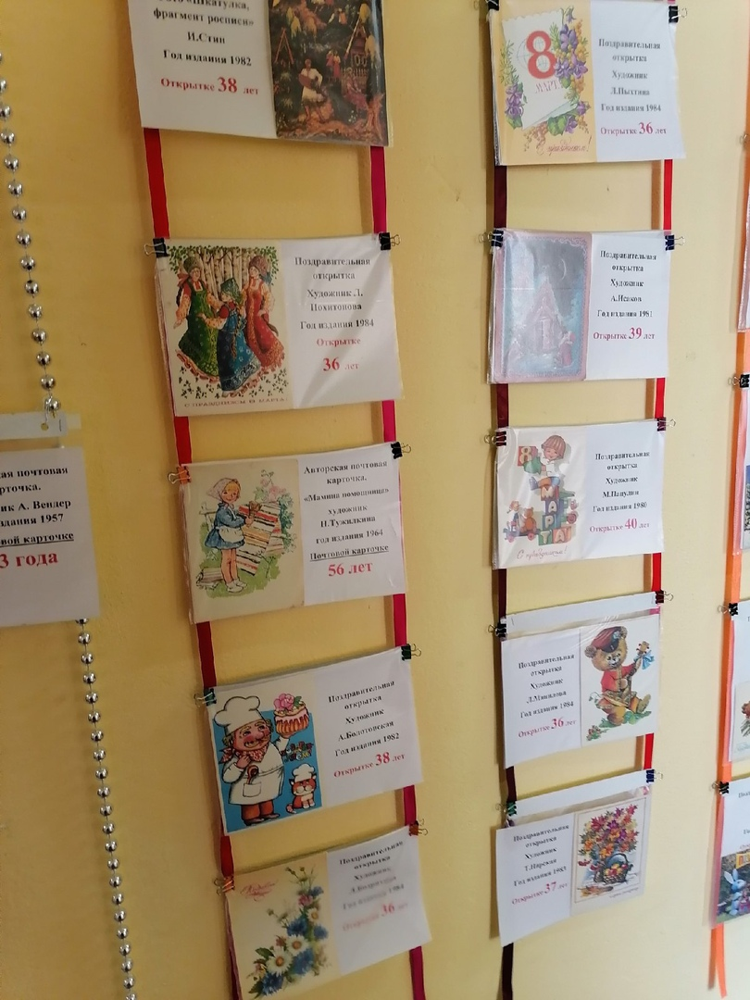 фрагмент росписи»
И.Стин
Год издания 1982
Открытке 38 лет
Поздравительная
открытка
Художник Л.
Похитонова
Год издания 1984
Открытке
36 лет
С ПРАЗДНИКОМ 8 МАРТА!
Авторская почтовая
карточка.
«Мамина помощница»
художник
Н.Тужилкина
год издания 1964
Почтовой карточке
56 лет
Поздравительная
открытка
Художник
А.Болотовская
Год издания 1982
Открытке 38 лет
Поздравительная
открытка
Художник
Год издания 1984
Открытке 36 лет
почтовая
А. Вендер
1957
карточке
3 года
8
МАРТА
С праздником!
Поздравительная
открытка
Художник
Л.Пыхтина
Год издания 1984
Открытке 36 лет
Поздравительная
открытка
Художник
А.Исаков
Год издания 1981
Открытке 39 лет
8
МАРТА
С праздником!
Поздравительная
открытка
Художник
М.Папулин
Год издания 1980
Открытке 40 лет
Поздравительная
открытка
Художник
Л.Манилова
Год издания 1984
Открытке 36 лет
Поздравительная
открытка
Художник
Год издания 1983
Открытке 37 лет